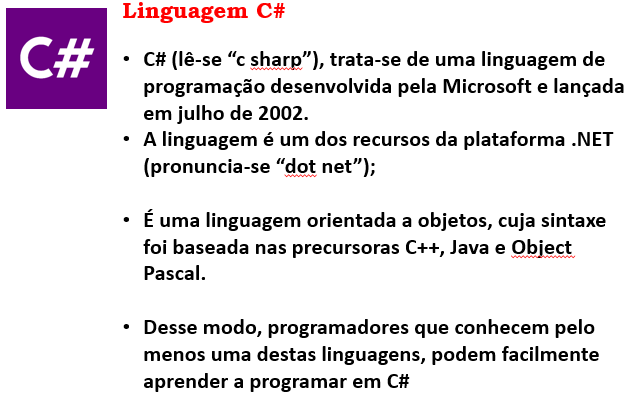 Linguagem C#
C#
• C# (lê-se “c sharp”), trata-se de uma linguagem de
programação desenvolvida pela Microsoft e lançada
em julho de 2002.
• A linguagem é um dos recursos da plataforma .NET
(pronuncia-se “dot net”);
• É uma linguagem orientada a objetos, cuja sintaxe
foi baseada nas precursoras C++, Java e Object
Pascal.
• Desse modo, programadores que conhecem pelo
menos uma destas linguagens, podem facilmente
aprender a programar em C#